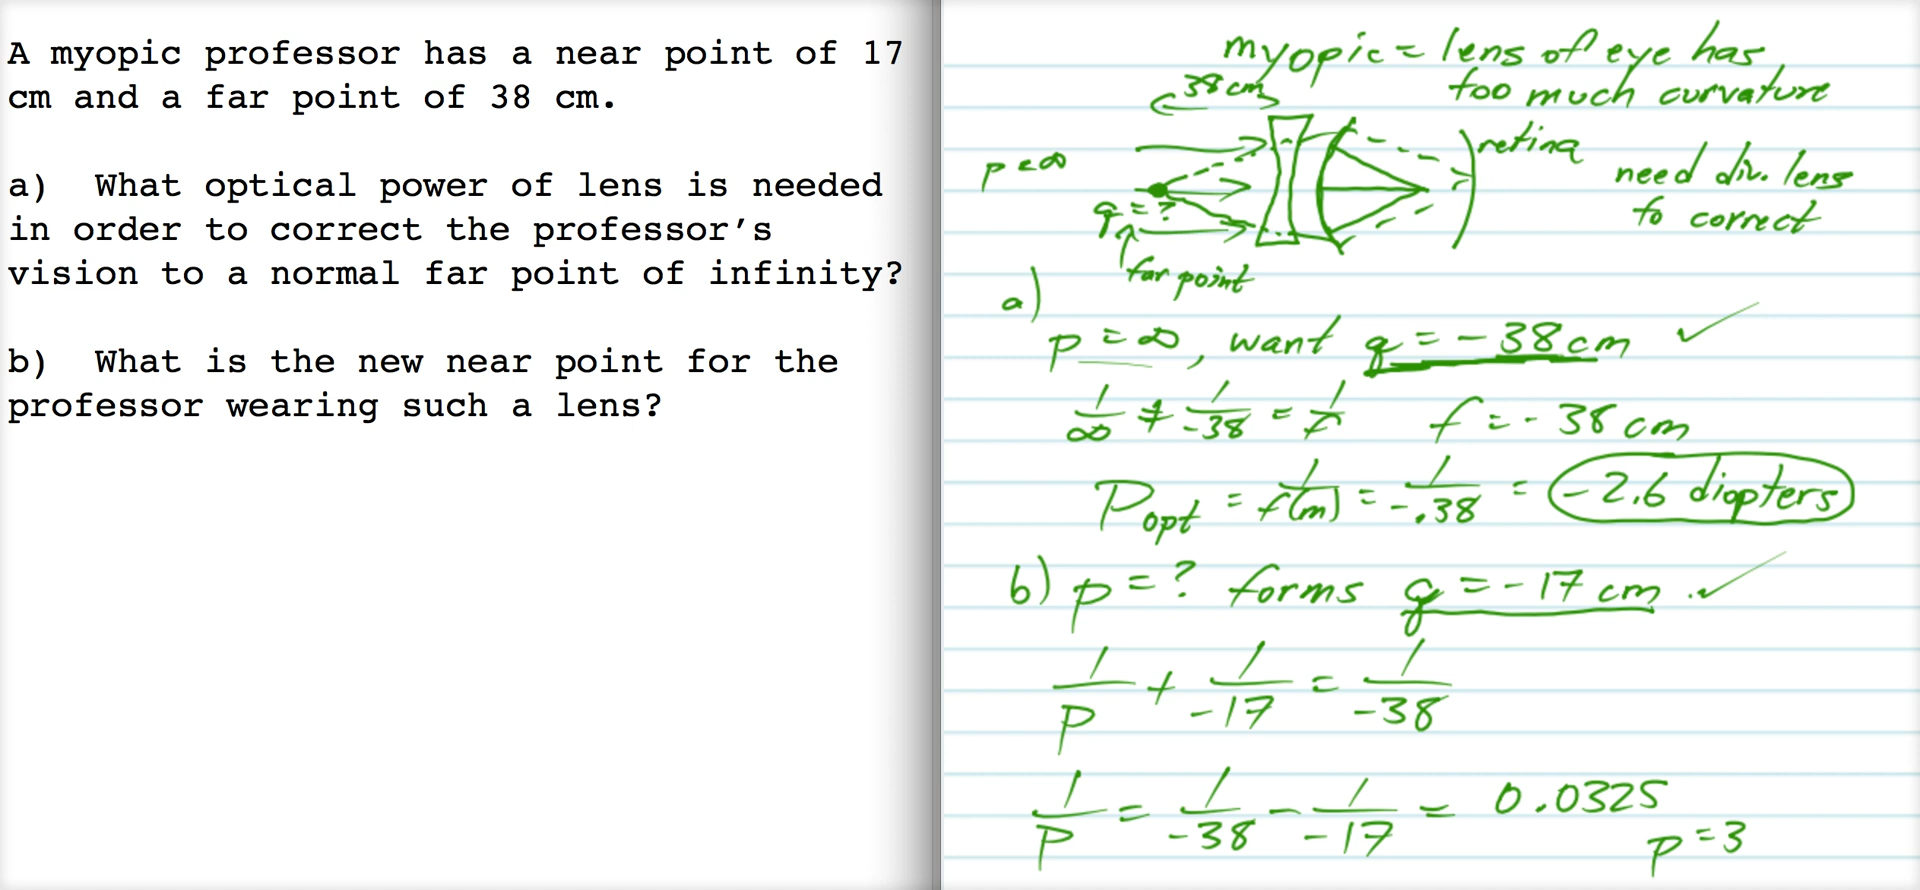 A myopic professor has a near point of 17
cm and a far point of 38 cm.
a)  What optical power of lens is needed
in order to correct the professor’s
vision to a normal far point of infinity?
b)  What is the new near point for the
professor wearing such a lens?
myopic = lens of eye has
too much curvature
38 cm
p = ∞
retina
need div. lens
to correct
q = ?
far point
a)
p = ∞, want q = -38 cm ✓
1/∞ + 1/-38 = 1/f   f = -38 cm
P opt = 1/f(m) = 1/-.38 = -2.6 diopters
b) p = ? forms q = -17 cm ✓
1/p + 1/-17 = 1/-38
1/p = 1/-38 - 1/-17 = 0.0325
p = 3